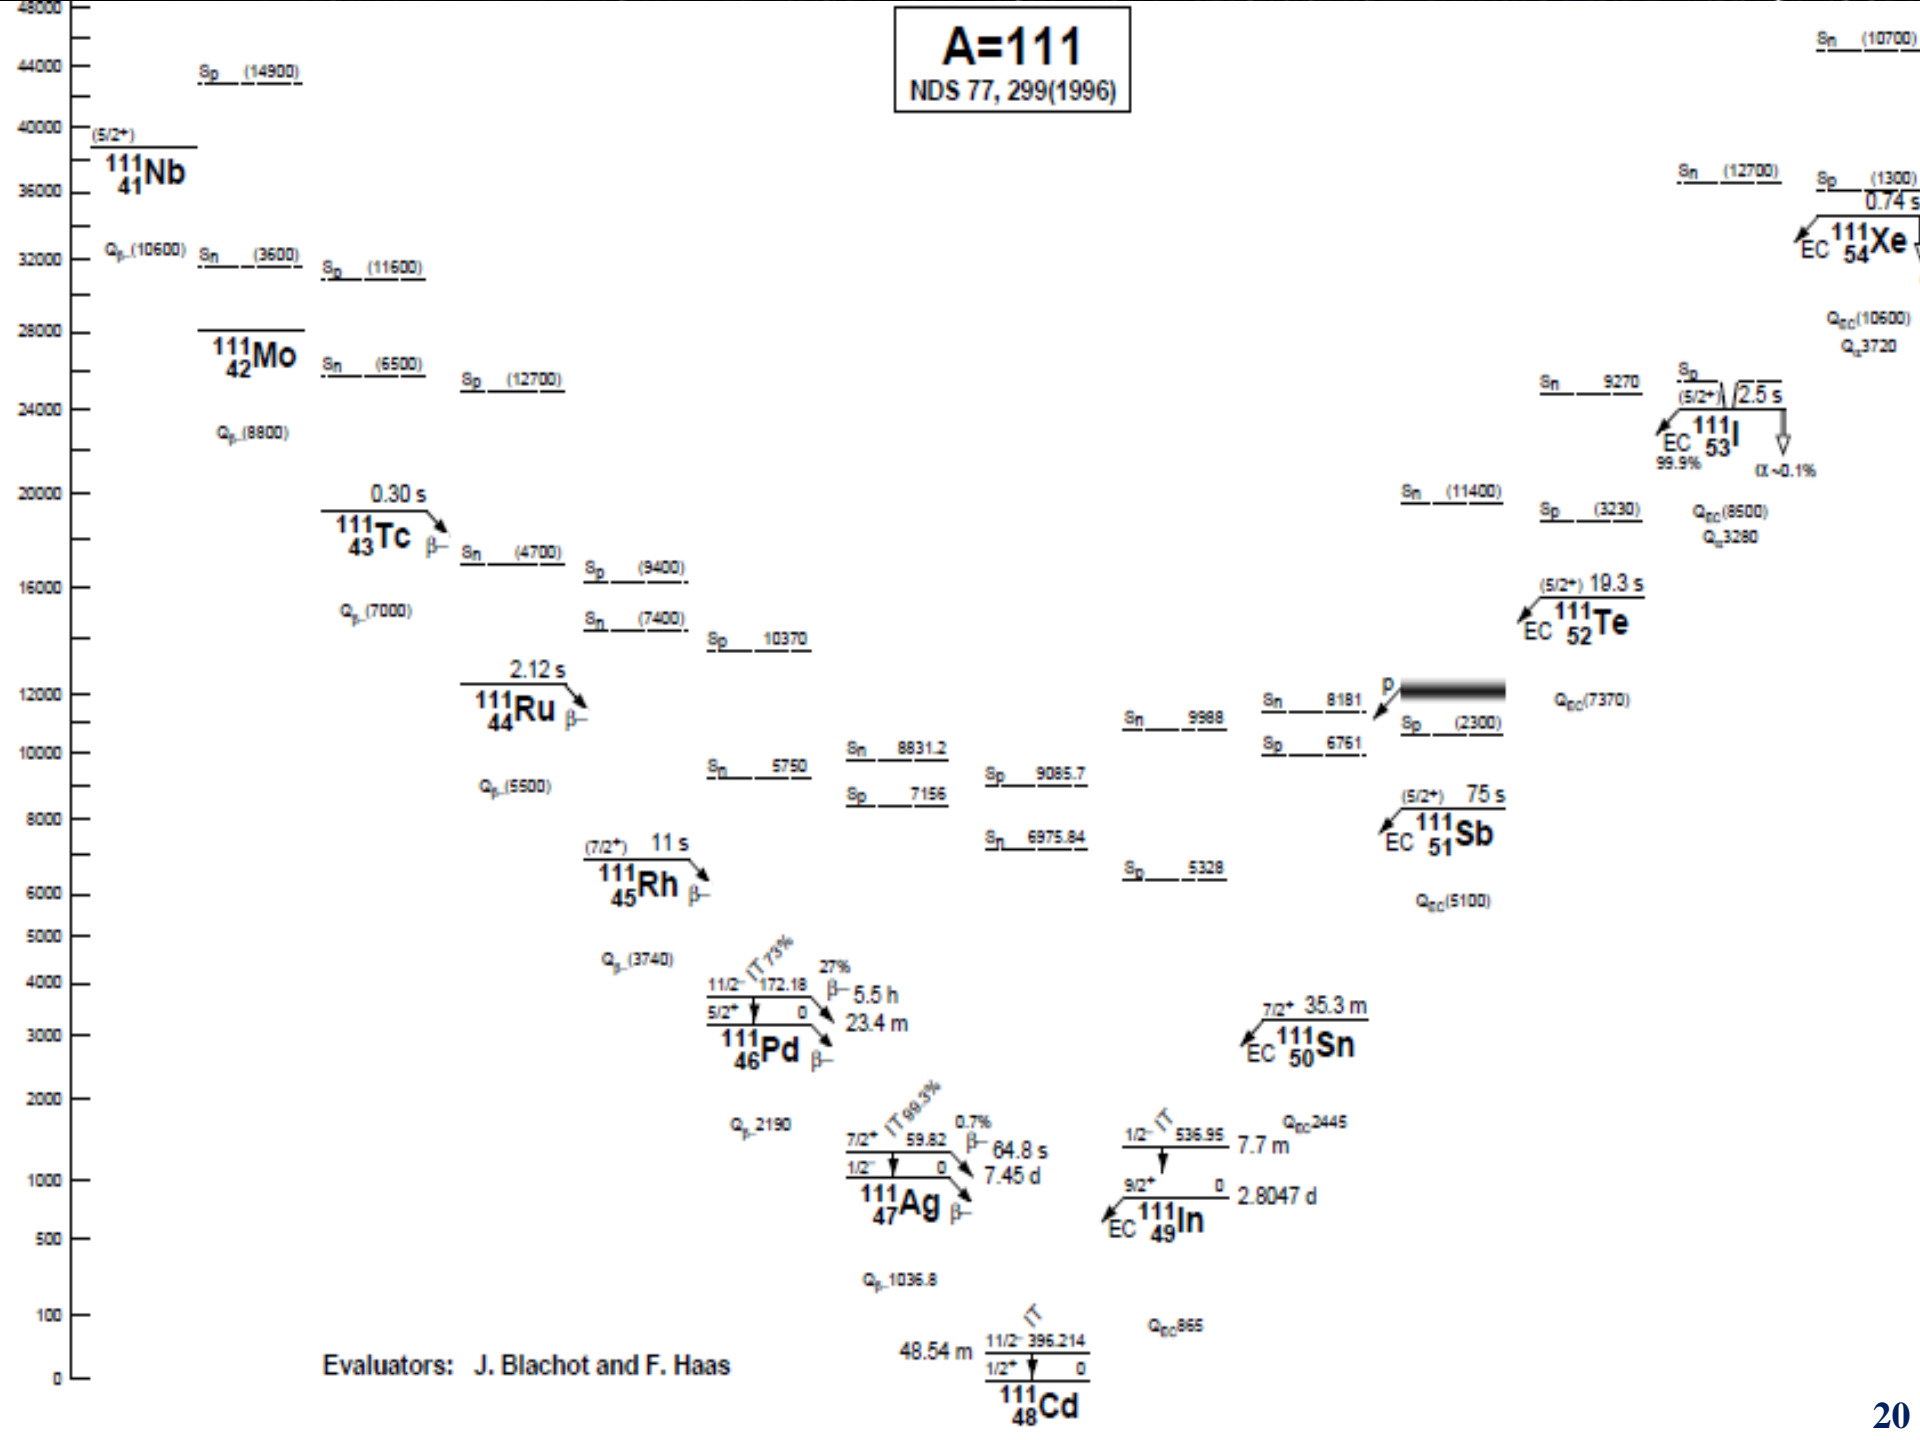 A=111
NDS 77, 299(1996)
48000
44000
40000
36000
32000
28000
24000
20000
16000
12000
10000
8000
6000
5000
4000
3000
2000
1000
500
100
0
(5/2+)
111 41 Nb
Qβ−(10600)
Sp (14900)
Sn (3600)
111 42 Mo
Qβ−(8800)
Sp (11600)
Sn (6500)
0.30 s
111 43 Tc β−
Qβ−(7000)
Sp (12700)
Sn (4700)
2.12 s
111 44 Ru β−
Qβ−(5500)
Sp (9400)
Sn (7400)
(7/2+) 11 s
111 45 Rh β−
Qβ−(3740)
Sp 10370
Sn 5750
IT 73%
27%
11/2− 172.18 β− 5.5 h
5/2+ 0 23.4 m
111 46 Pd β−
Qβ−2190
Sn 8831.2
Sp 7156
IT 99.3%
0.7%
7/2+ 59.82 β− 64.8 s
1/2− 0 7.45 d
111 47 Ag β−
Qβ−1036.8
Sp 9085.7
Sn 6975.84
IT
48.54 m 11/2− 396.214
1/2+ 0
111 48 Cd
Sn 9988
Sp 5328
IT
1/2− 536.95 7.7 m
9/2+ 0 2.8047 d
EC 111 49 In
QEC865
Sn 8181
Sp 6761
7/2+ 35.3 m
EC 111 50 Sn
QEC2445
Sn (11400)
p
Sp (2300)
(5/2+) 75 s
EC 111 51 Sb
QEC(5100)
Sn 9270
Sp (3230)
(5/2+) 19.3 s
EC 111 52 Te
QEC(7370)
Sn (12700)
Sp
(5/2+) 2.5 s
EC 111 53 I
99.9% α ~0.1%
QEC(8500)
Qα3280
Sn (10700)
Sp (1300)
0.74 s
EC 111 54 Xe
QEC(10600)
Qα3720
Evaluators: J. Blachot and F. Haas
20